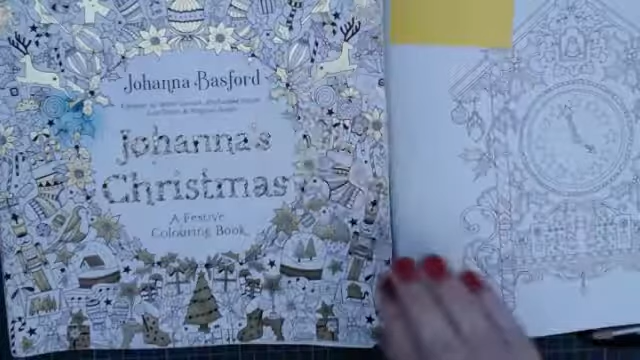 Johanna Basford
Johanna's
Christmas
A Festive
Colouring Book